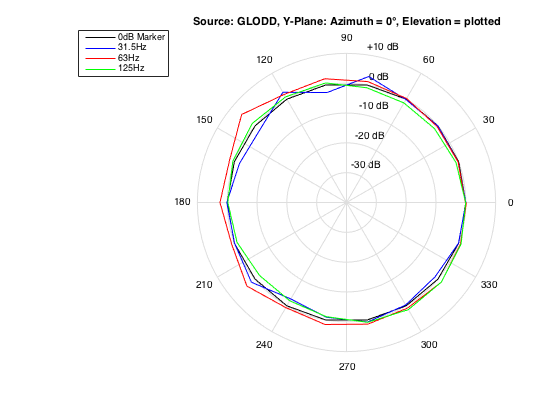 Source: GLODD, Y-Plane: Azimuth = 0°, Elevation = plotted
0dB Marker
31.5Hz
63Hz
125Hz
90
+10 dB
120
60
0 dB
-10 dB
150
30
-20 dB
-30 dB
180
0
210
330
240
300
270